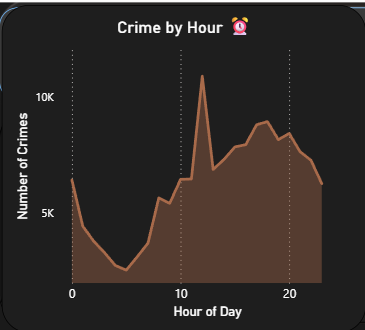 Crime by Hour ⏰
Number of Crimes
10K
5K
0 10 20
Hour of Day